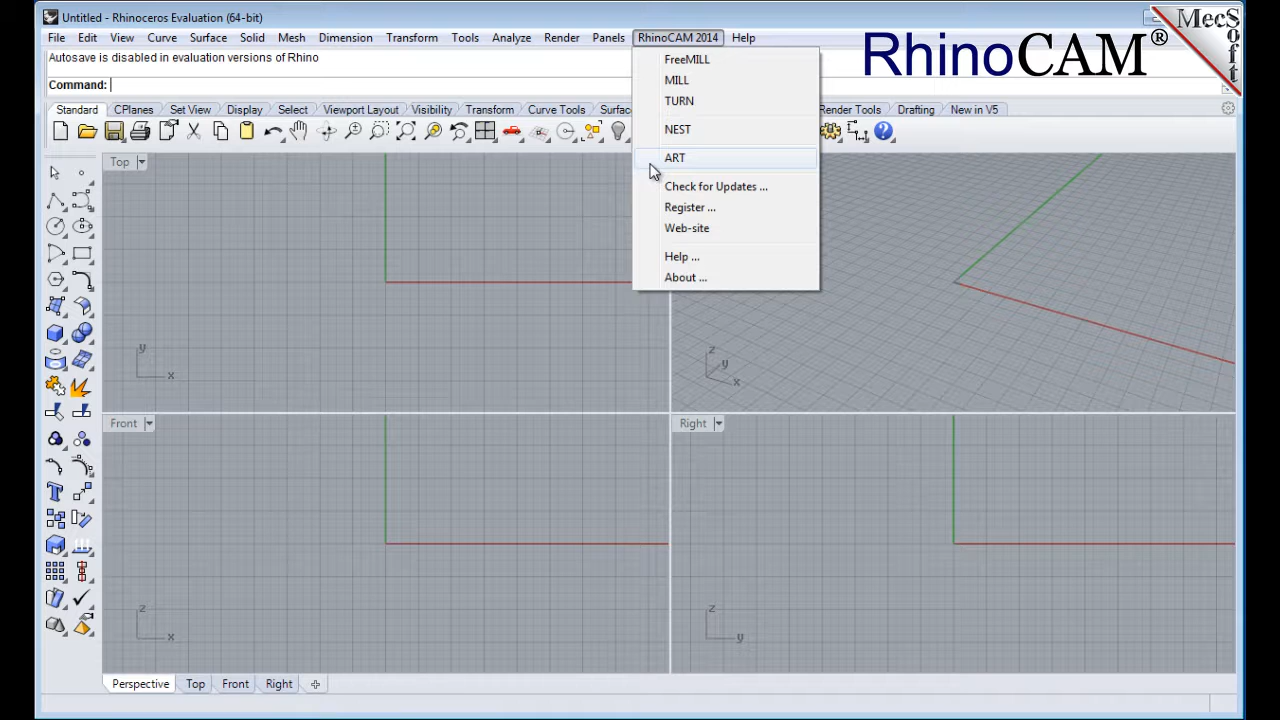 Untitled - Rhinoceros Evaluation (64-bit)
File Edit View Curve Surface Solid Mesh Dimension Transform Tools Analyze Render Panels RhinoCAM 2014 Help
RhinoCAM®
MecSoft
Autosave is disabled in evaluation versions of Rhino
Command:
Standard CPlanes Set View Display Select Viewport Layout Visibility Transform Curve Tools Surfac Render Tools Drafting New in V5
FreeMILL
MILL
TURN
NEST
ART
Check for Updates ...
Register ...
Web-site
Help ...
About ...
Top
y
x
z
y
x
Front
Right
z
x
z
y
Perspective Top Front Right